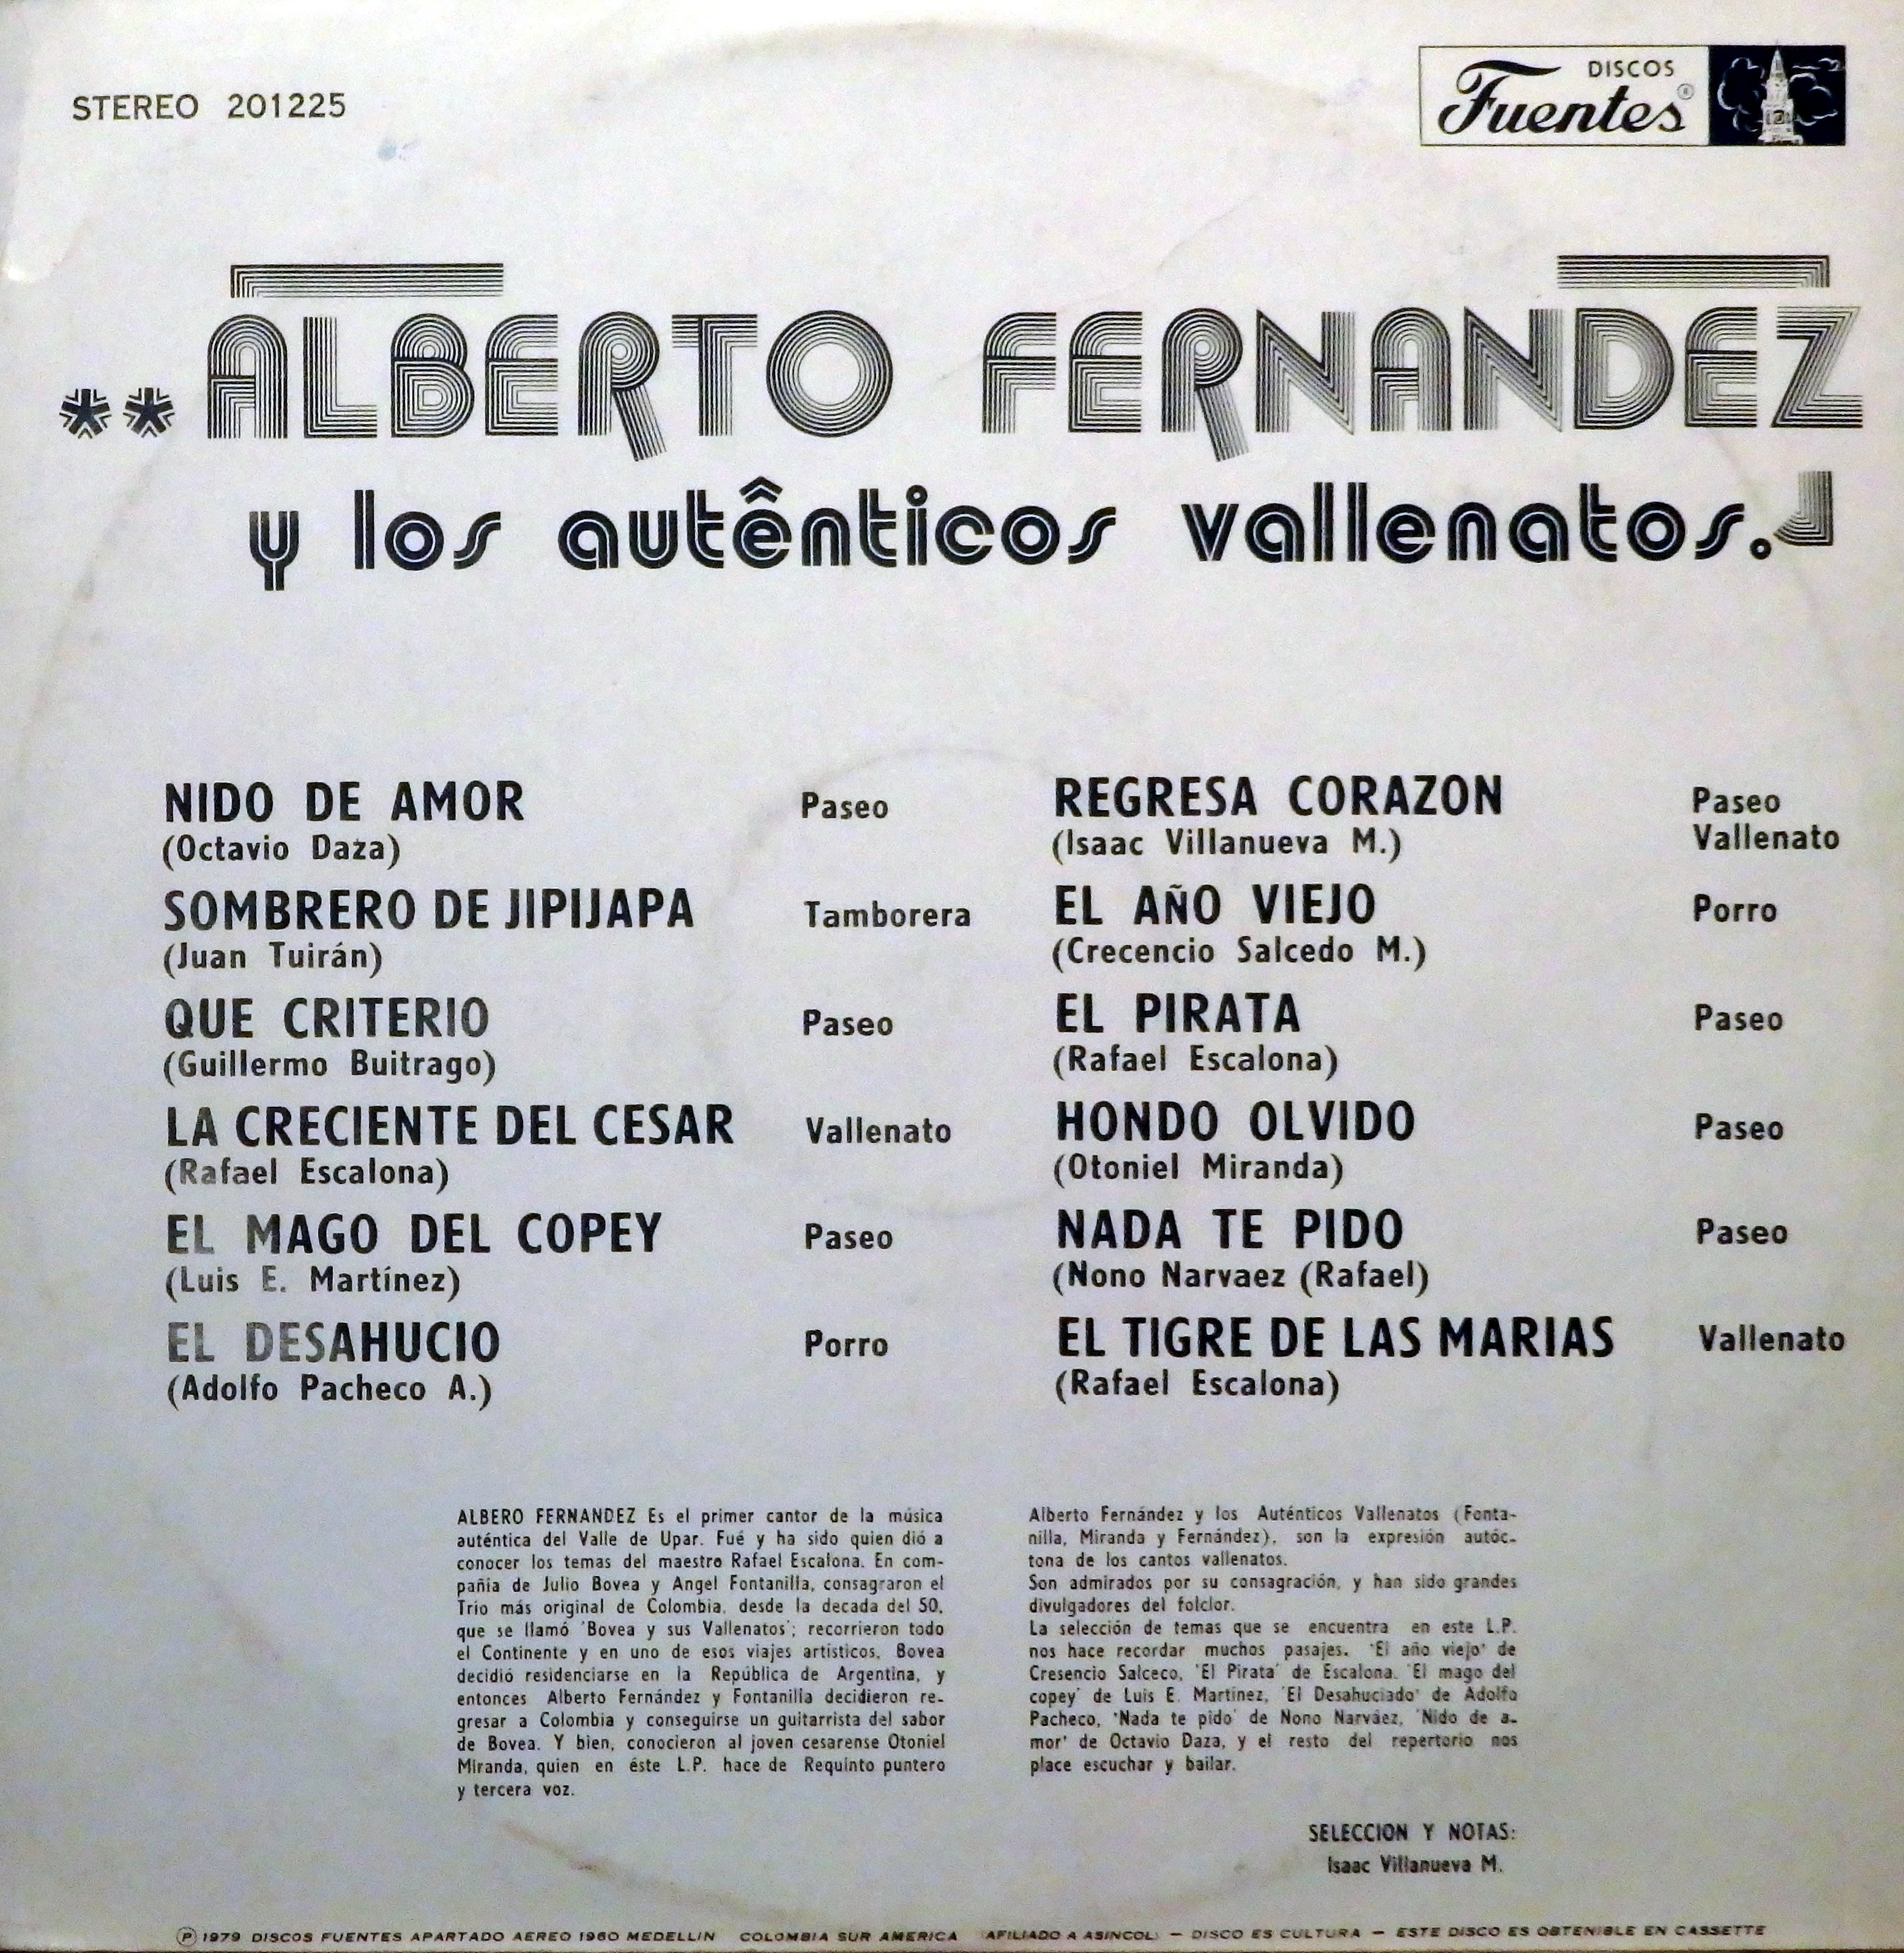 STEREO 201225
DISCOS
Fuentes®
** ALBERTO FERNANDEZ
y los autênticos vallenatos.
NIDO DE AMOR Paseo
(Octavio Daza)
SOMBRERO DE JIPIJAPA Tamborera
(Juan Tuirán)
QUE CRITERIO Paseo
(Guillermo Buitrago)
LA CRECIENTE DEL CESAR Vallenato
(Rafael Escalona)
EL MAGO DEL COPEY Paseo
(Luis E. Martínez)
EL DESAHUCIO Porro
(Adolfo Pacheco A.)
REGRESA CORAZON Paseo
Vallenato
(Isaac Villanueva M.)
EL AÑO VIEJO Porro
(Crecencio Salcedo M.)
EL PIRATA Paseo
(Rafael Escalona)
HONDO OLVIDO Paseo
(Otoniel Miranda)
NADA TE PIDO Paseo
(Nono Narvaez (Rafael)
EL TIGRE DE LAS MARIAS Vallenato
(Rafael Escalona)
ALBERO FERNANDEZ Es el primer cantor de la música
auténtica del Valle de Upar. Fué y ha sido quien dió a
conocer los temas del maestro Rafael Escalona. En com-
pañia de Julio Bovea y Angel Fontanilla, consagraron el
Trio más original de Colombia, desde la decada del 50,
que se llamó 'Bovea y sus Vallenatos'; recorrieron todo
el Continente y en uno de esos viajes artísticos, Bovea
decidió residenciarse en la República de Argentina, y
entonces Alberto Fernández y Fontanilla decidieron re-
gresar a Colombia y conseguirse un guitarrista del sabor
de Bovea. Y bien, conocieron al joven cesarense Otoniel
Miranda, quien en éste L.P. hace de Requinto puntero
y tercera voz.
Alberto Fernández y los Auténticos Vallenatos (Fonta-
nilla, Miranda y Fernández), son la expresión autóc-
tona de los cantos vallenatos.
Son admirados por su consagración, y han sido grandes
divulgadores del folclor.
La selección de temas que se encuentra en este L.P.
nos hace recordar muchos pasajes. 'El año viejo' de
Cresencio Salceco, 'El Pirata' de Escalona. 'El mago del
copey' de Luis E. Martínez, 'El Desahuciado' de Adolfo
Pacheco, 'Nada te pido' de Nono Narváez, 'Nido de a-
mor' de Octavio Daza, y el resto del repertorio nos
place escuchar y bailar.
SELECCION Y NOTAS:
Isaac Villanueva M.
Ⓟ 1979 DISCOS FUENTES APARTADO AEREO 1960 MEDELLIN COLOMBIA SUR AMERICA (AFILIADO A ASINCOL) – DISCO ES CULTURA – ESTE DISCO ES OBTENIBLE EN CASSETTE